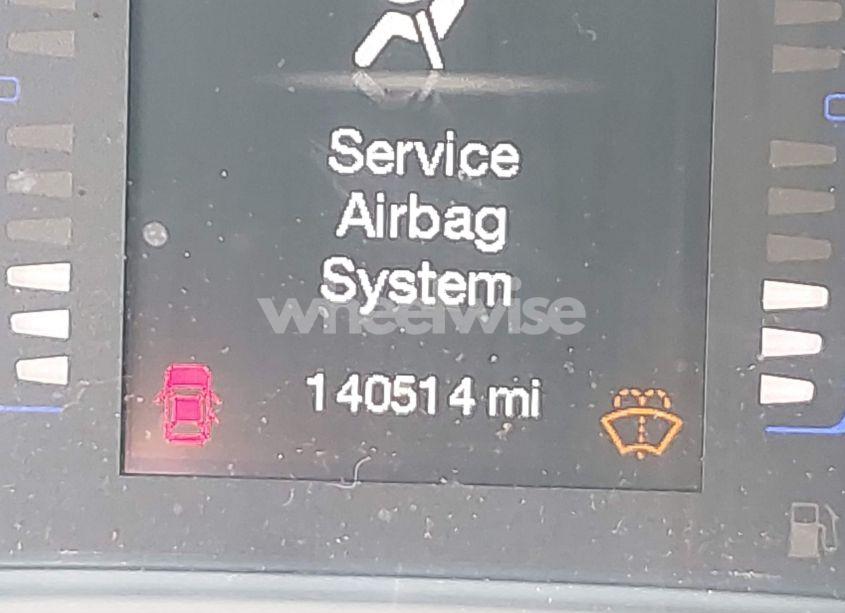 Service
Airbag
System
wheelwise
140514 mi